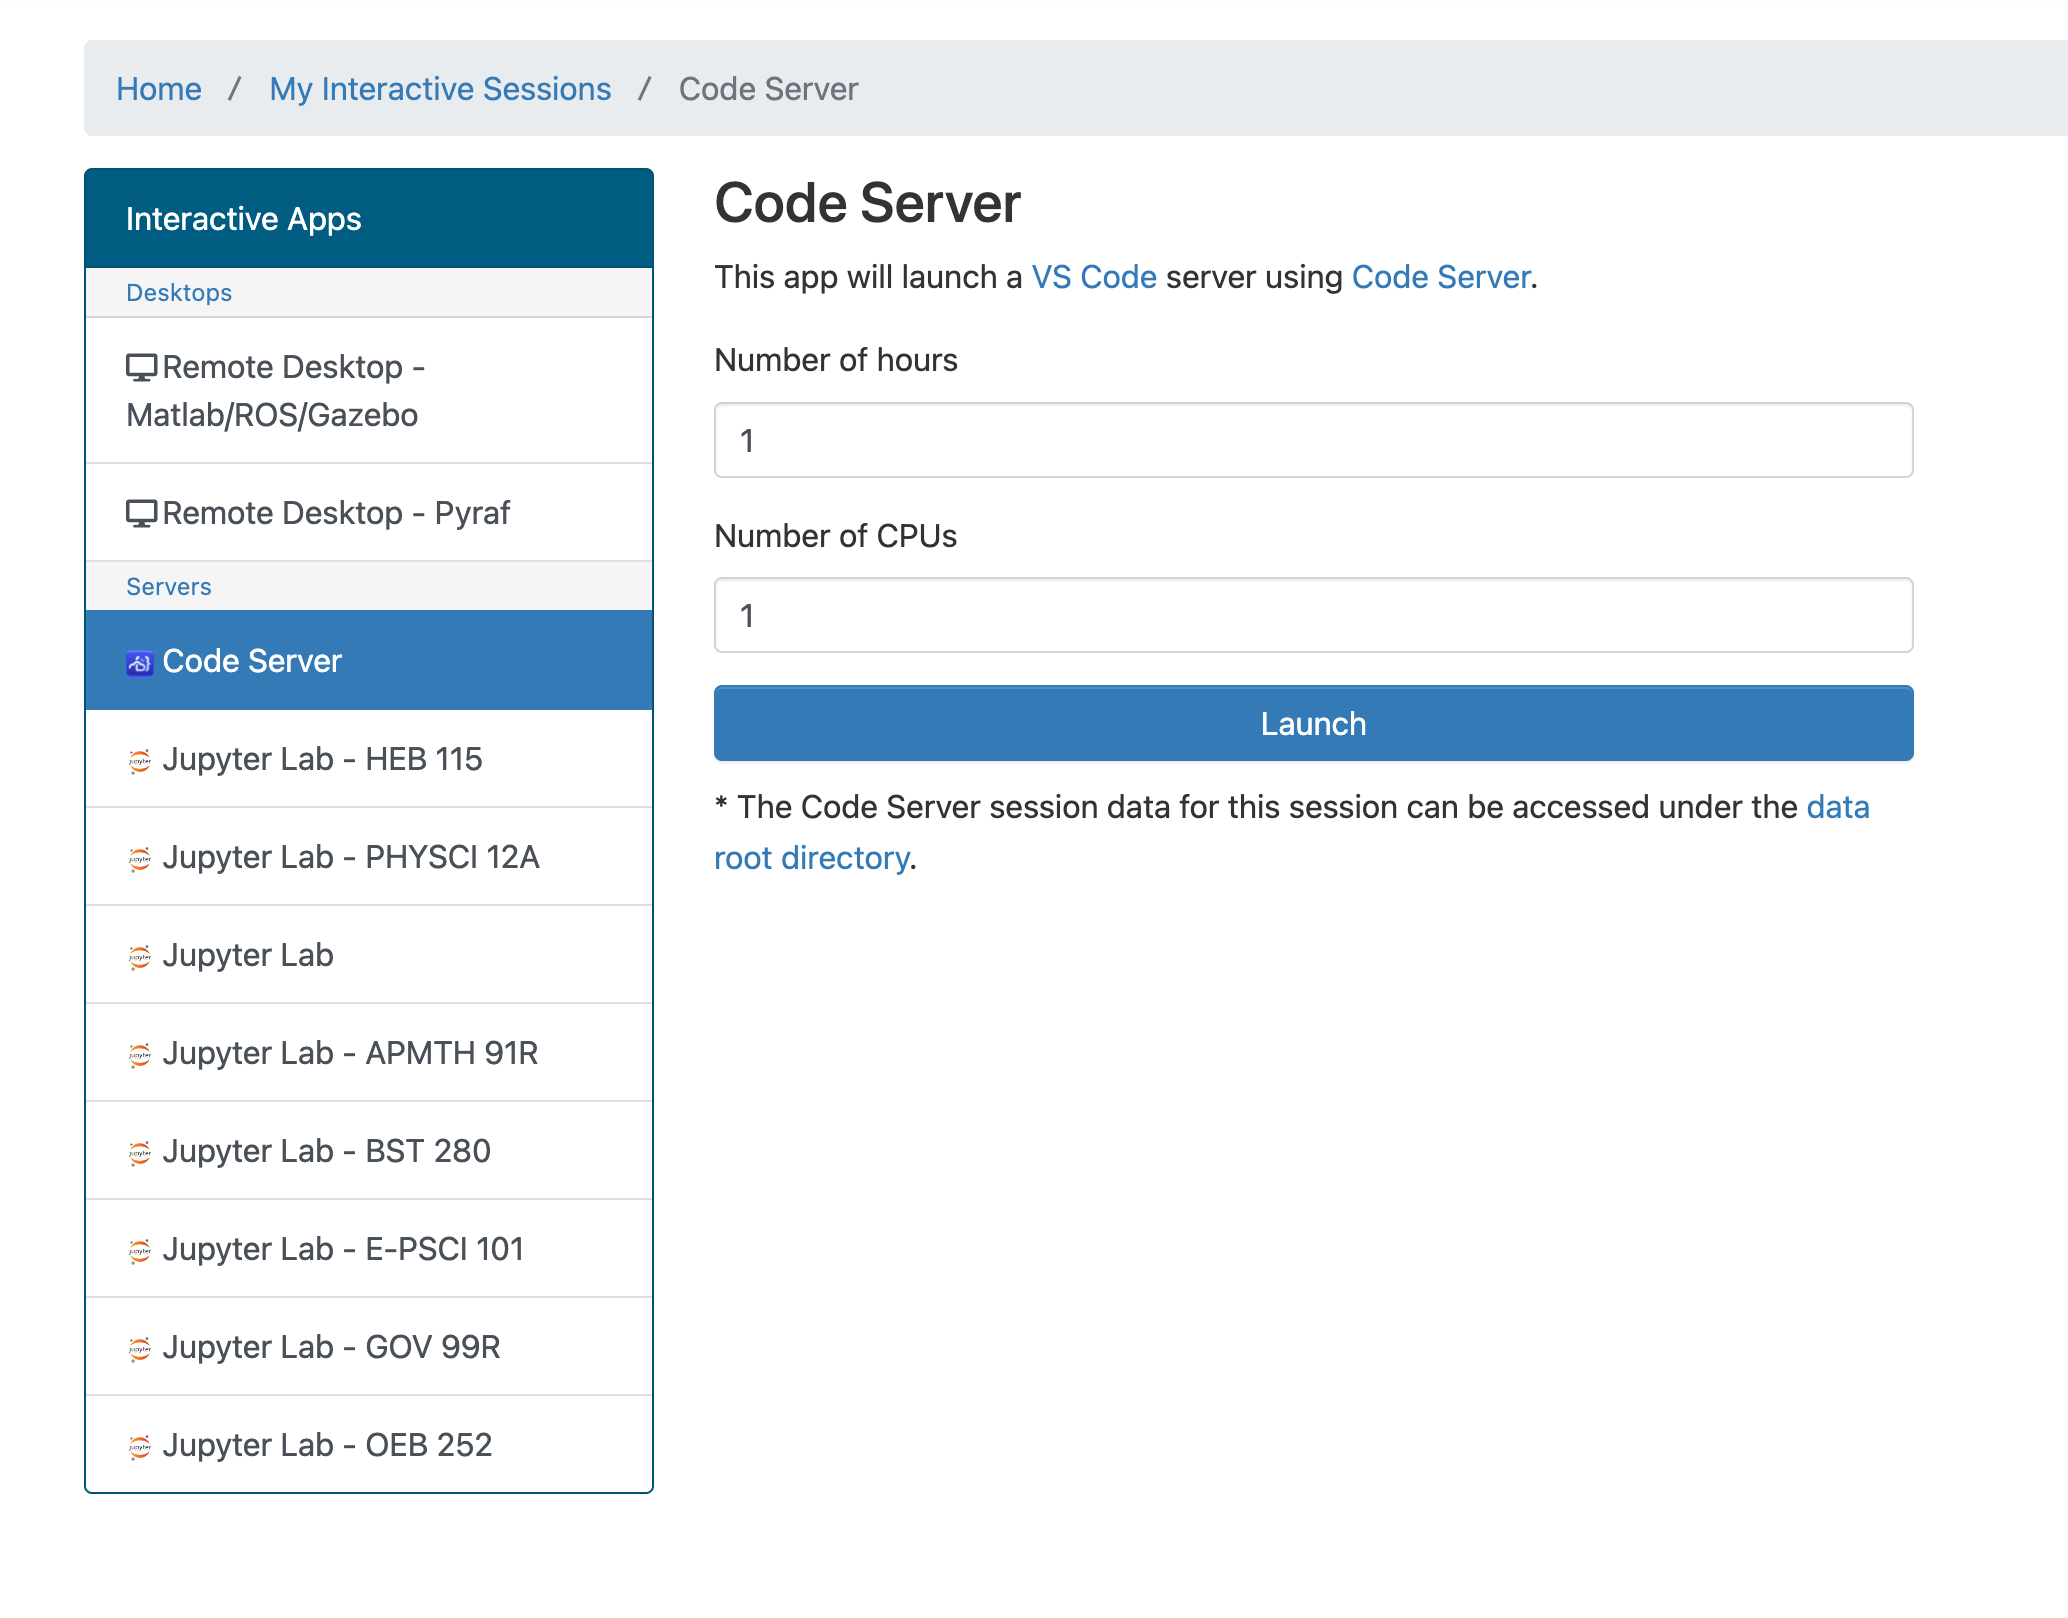 Home / My Interactive Sessions / Code Server
Interactive Apps
Desktops
Remote Desktop -
Matlab/ROS/Gazebo
Remote Desktop - Pyraf
Servers
Code Server
Jupyter Lab - HEB 115
Jupyter Lab - PHYSCI 12A
Jupyter Lab
Jupyter Lab - APMTH 91R
Jupyter Lab - BST 280
Jupyter Lab - E-PSCI 101
Jupyter Lab - GOV 99R
Jupyter Lab - OEB 252
Code Server
This app will launch a VS Code server using Code Server.
Number of hours
1
Number of CPUs
1
Launch
* The Code Server session data for this session can be accessed under the data
root directory.